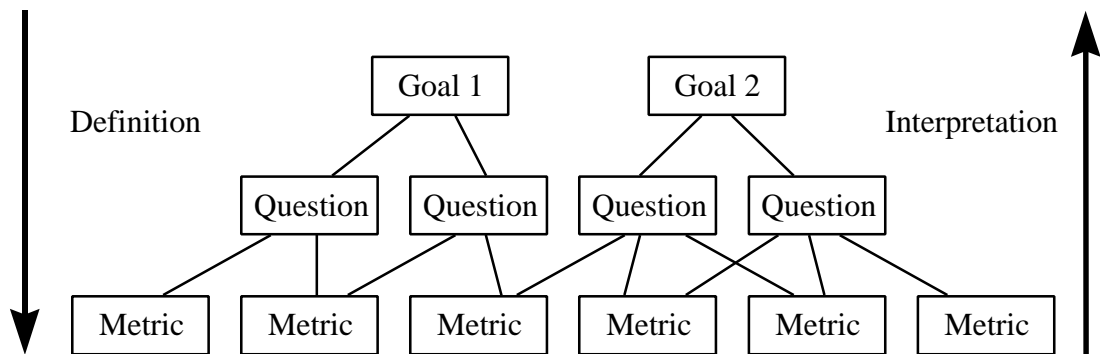 Goal 1
Goal 2
Definition
Interpretation
Question
Question
Question
Question
Metric
Metric
Metric
Metric
Metric
Metric